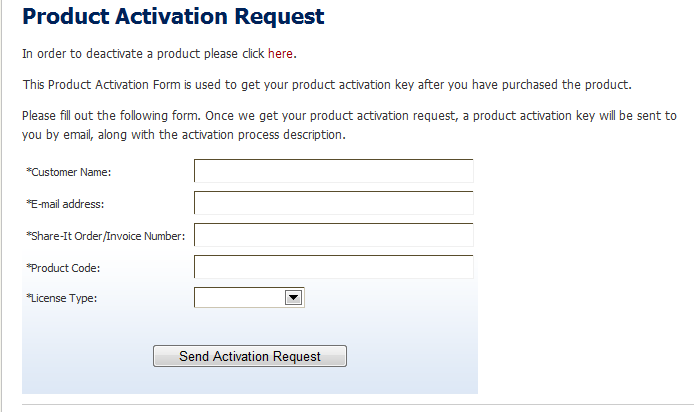 Product Activation Request
In order to deactivate a product please click here.
This Product Activation Form is used to get your product activation key after you have purchased the product.
Please fill out the following form. Once we get your product activation request, a product activation key will be sent to
you by email, along with the activation process description.
*Customer Name:
*E-mail address:
*Share-It Order/Invoice Number:
*Product Code:
*License Type:
Send Activation Request